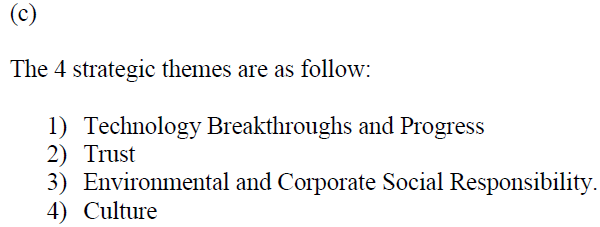 (c)
The 4 strategic themes are as follow:
1) Technology Breakthroughs and Progress
2) Trust
3) Environmental and Corporate Social Responsibility.
4) Culture